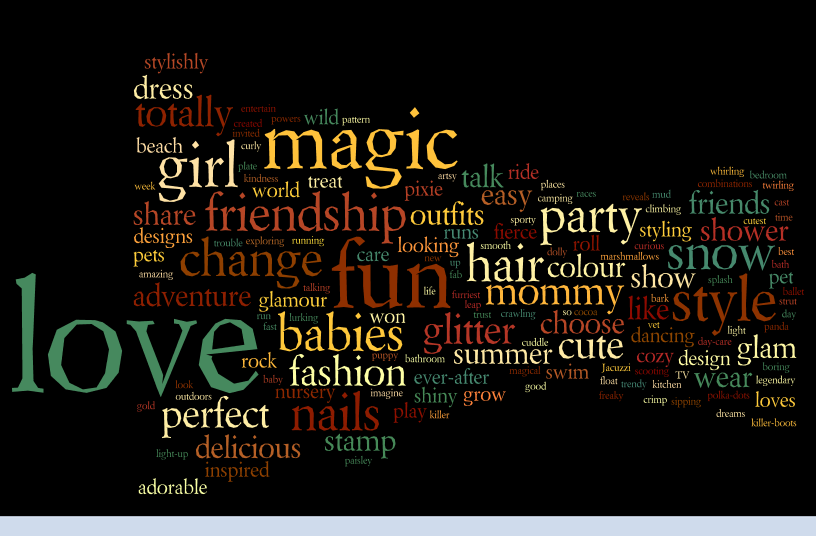 stylishly
dress
entertain
totally
created
powers
wild
pattern
invited
magic
beach
curly
girl
plate
kindness
week
world
treat
pixie
artsy
talk
ride
places
whirling
bedroom
combinations
twirling
easy
camping
races
reveals
mud
share
friendship
outfits
sporty
party
climbing
friends
cast
cutest
time
designs
trouble
exploring
running
runs
fierce
styling
shower
looking
smooth
roll
curious
snow
best
pets
change
care
new
dolly
marshmallows
bath
amazing
fun
up
fab
hair
colour
show
splash
pet
talking
life
mommy
ballet
adventure
glamour
furriest
leap
like
bark
style
strut
love
run
lurking
won
trust
crawling
so
cocoa
day
fast
babies
glitter
choose
vet
dancing
light
panda
cuddle
cute
day-care
glam
rock
puppy
bathroom
summer
cozy
design
boring
fashion
magical
swim
Jacuzzi
scooting
TV
wear
legendary
look
baby
ever-after
float
trendy
kitchen
outdoors
nursery
imagine
shiny
grow
good
freaky
crimp
sipping
polka-dots
loves
gold
perfect
nails
play
killer
dreams
killer-boots
delicious
stamp
light-up
paisley
inspired
adorable